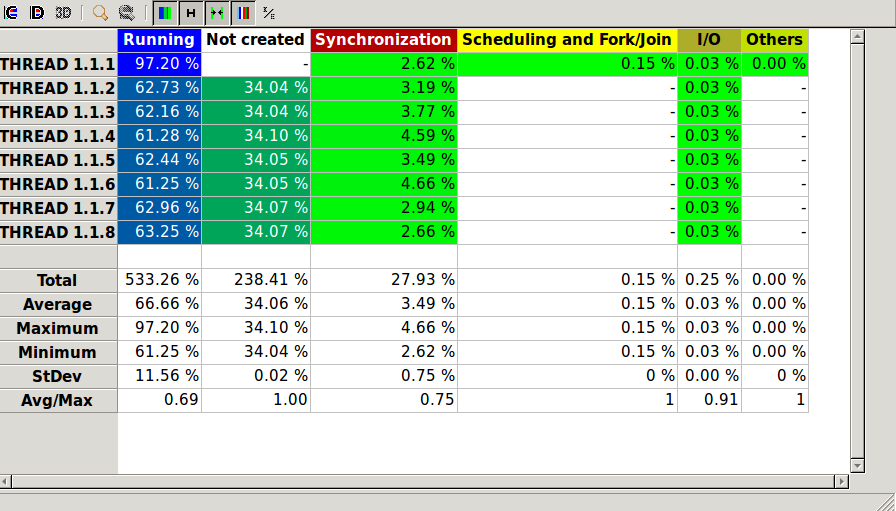 3D
Running Not created Synchronization Scheduling and Fork/Join I/O Others
THREAD 1.1.1 97.20 % - 2.62 % 0.15 % 0.03 % 0.00 %
THREAD 1.1.2 62.73 % 34.04 % 3.19 % - 0.03 % -
THREAD 1.1.3 62.16 % 34.04 % 3.77 % - 0.03 % -
THREAD 1.1.4 61.28 % 34.10 % 4.59 % - 0.03 % -
THREAD 1.1.5 62.44 % 34.05 % 3.49 % - 0.03 % -
THREAD 1.1.6 61.25 % 34.05 % 4.66 % - 0.03 % -
THREAD 1.1.7 62.96 % 34.07 % 2.94 % - 0.03 % -
THREAD 1.1.8 63.25 % 34.07 % 2.66 % - 0.03 % -
Total 533.26 % 238.41 % 27.93 % 0.15 % 0.25 % 0.00 %
Average 66.66 % 34.06 % 3.49 % 0.15 % 0.03 % 0.00 %
Maximum 97.20 % 34.10 % 4.66 % 0.15 % 0.03 % 0.00 %
Minimum 61.25 % 34.04 % 2.62 % 0.15 % 0.03 % 0.00 %
StDev 11.56 % 0.02 % 0.75 % 0 % 0.00 % 0 %
Avg/Max 0.69 1.00 0.75 1 0.91 1